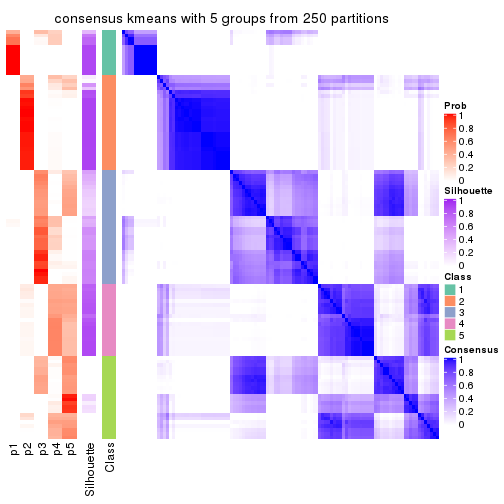 consensus kmeans with 5 groups from 250 partitions
Prob
1
0.8
0.6
0.4
0.2
0
Silhouette
1
0.8
0.6
0.4
0.2
0
Class
1
2
3
4
5
Consensus
1
0.8
0.6
0.4
0.2
0
p1
p2
p3
p4
p5
Silhouette
Class